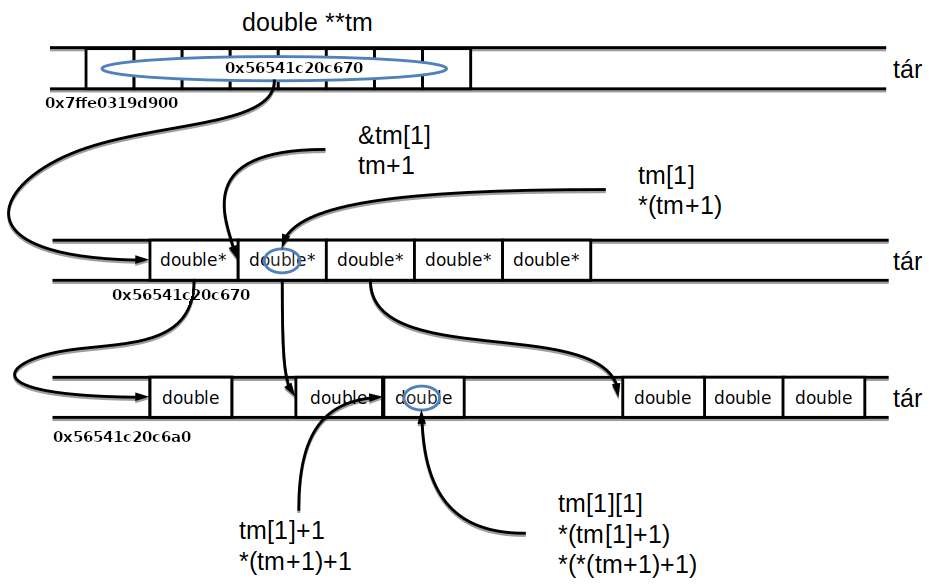 double **tm
0x56541c20c670
tár
0x7ffe0319d900
&tm[1]
tm+1
tm[1]
*(tm+1)
double* double* double* double* double*
tár
0x56541c20c670
double double double double double double
tár
0x56541c20c6a0
tm[1]+1
*(tm+1)+1
tm[1][1]
*(tm[1]+1)
*(*(tm+1)+1)